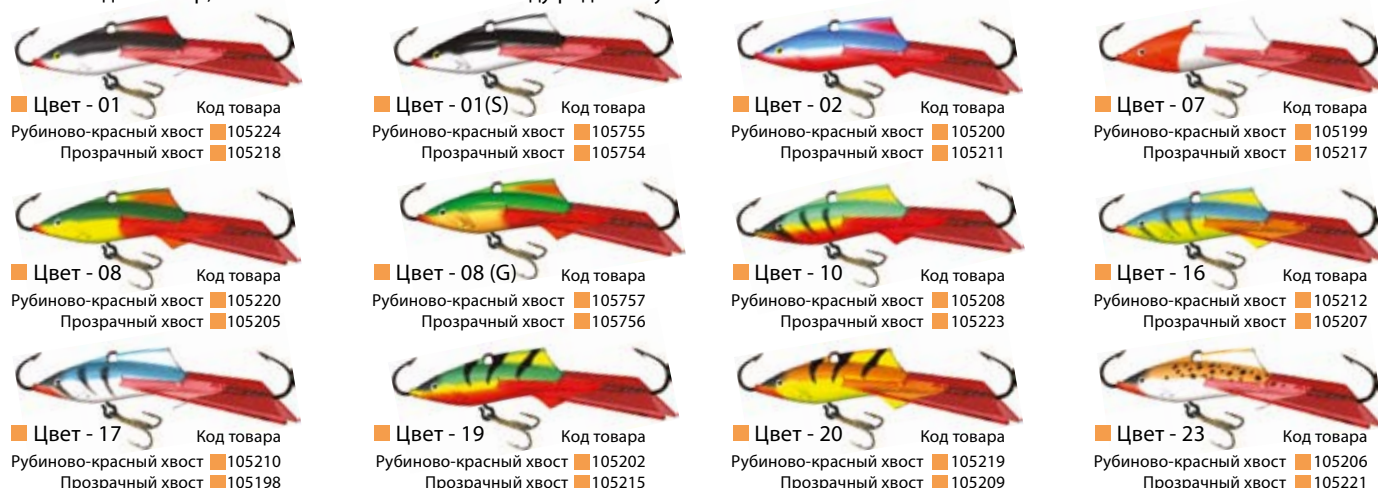 Цвет - 01 Код товара
Рубиново-красный хвост 105224
Прозрачный хвост 105218
Цвет - 01(S) Код товара
Рубиново-красный хвост 105755
Прозрачный хвост 105754
Цвет - 02 Код товара
Рубиново-красный хвост 105200
Прозрачный хвост 105211
Цвет - 07 Код товара
Рубиново-красный хвост 105199
Прозрачный хвост 105217
Цвет - 08 Код товара
Рубиново-красный хвост 105220
Прозрачный хвост 105205
Цвет - 08 (G) Код товара
Рубиново-красный хвост 105757
Прозрачный хвост 105756
Цвет - 10 Код товара
Рубиново-красный хвост 105208
Прозрачный хвост 105223
Цвет - 16 Код товара
Рубиново-красный хвост 105212
Прозрачный хвост 105207
Цвет - 17 Код товара
Рубиново-красный хвост 105210
Прозрачный хвост 105198
Цвет - 19 Код товара
Рубиново-красный хвост 105202
Прозрачный хвост 105215
Цвет - 20 Код товара
Рубиново-красный хвост 105219
Прозрачный хвост 105209
Цвет - 23 Код товара
Рубиново-красный хвост 105206
Прозрачный хвост 105221